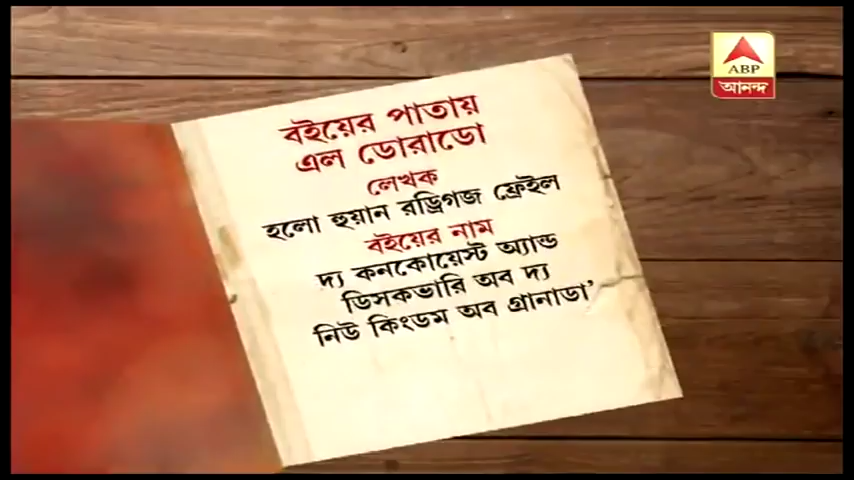 ABP
আনন্দ
বইয়ের পাতায়
এল ডোরাডো
লেখক
হলো হুয়ান রড্রিগজ ফ্রেইল
বইয়ের নাম
দ্য কনকোয়েস্ট অ্যান্ড
ডিসকভারি অব দ্য
নিউ কিংডম অব গ্রানাডা’